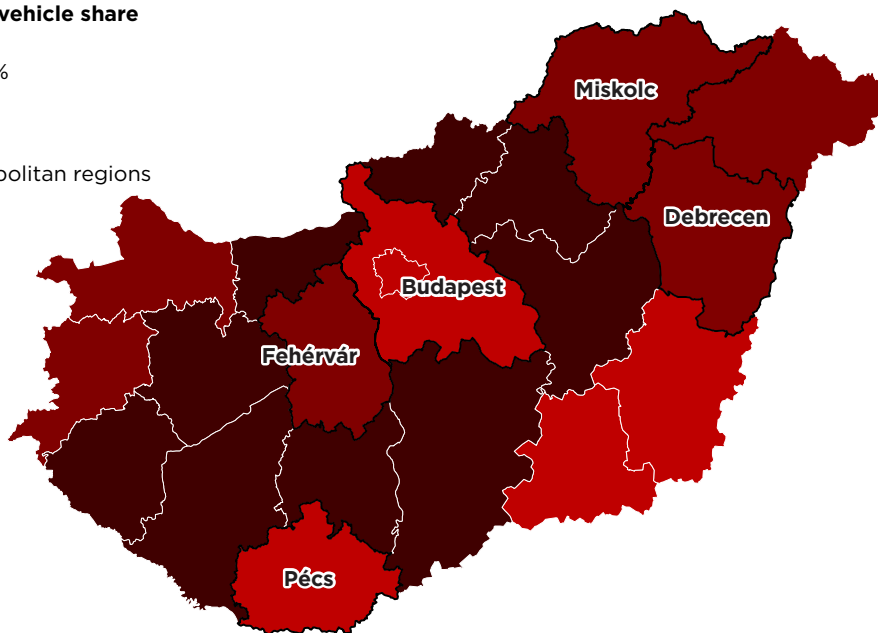 vehicle share
%
politan regions
Miskolc
Debrecen
Budapest
Fehérvár
Pécs